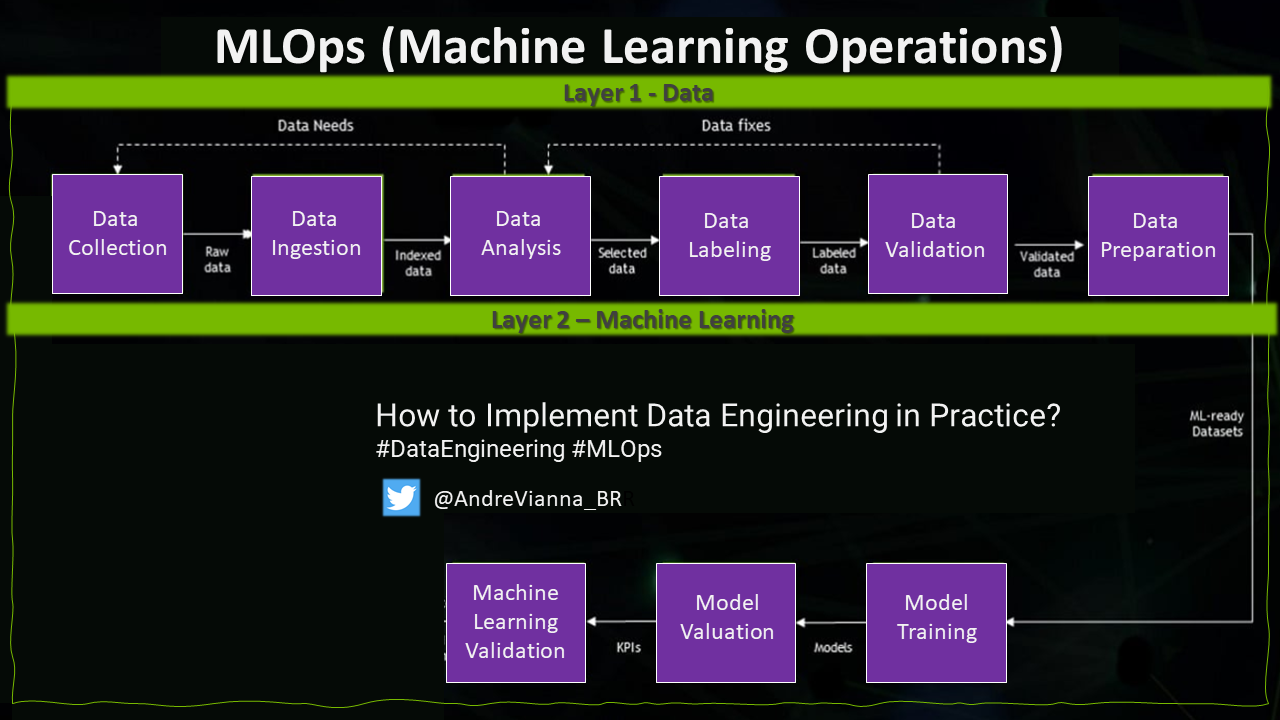 MLOps (Machine Learning Operations)
Layer 1 - Data
Data Needs
Data fixes
Data
Collection
Raw
data
Data
Ingestion
Indexed
data
Data
Analysis
Selected
data
Data
Labeling
Labeled
data
Data
Validation
Validated
data
Data
Preparation
Layer 2 – Machine Learning
How to Implement Data Engineering in Practice?
#DataEngineering #MLOps
@AndreVianna_BR
ML-ready
Datasets
Machine
Learning
Validation
KPIs
Model
Valuation
Models
Model
Training